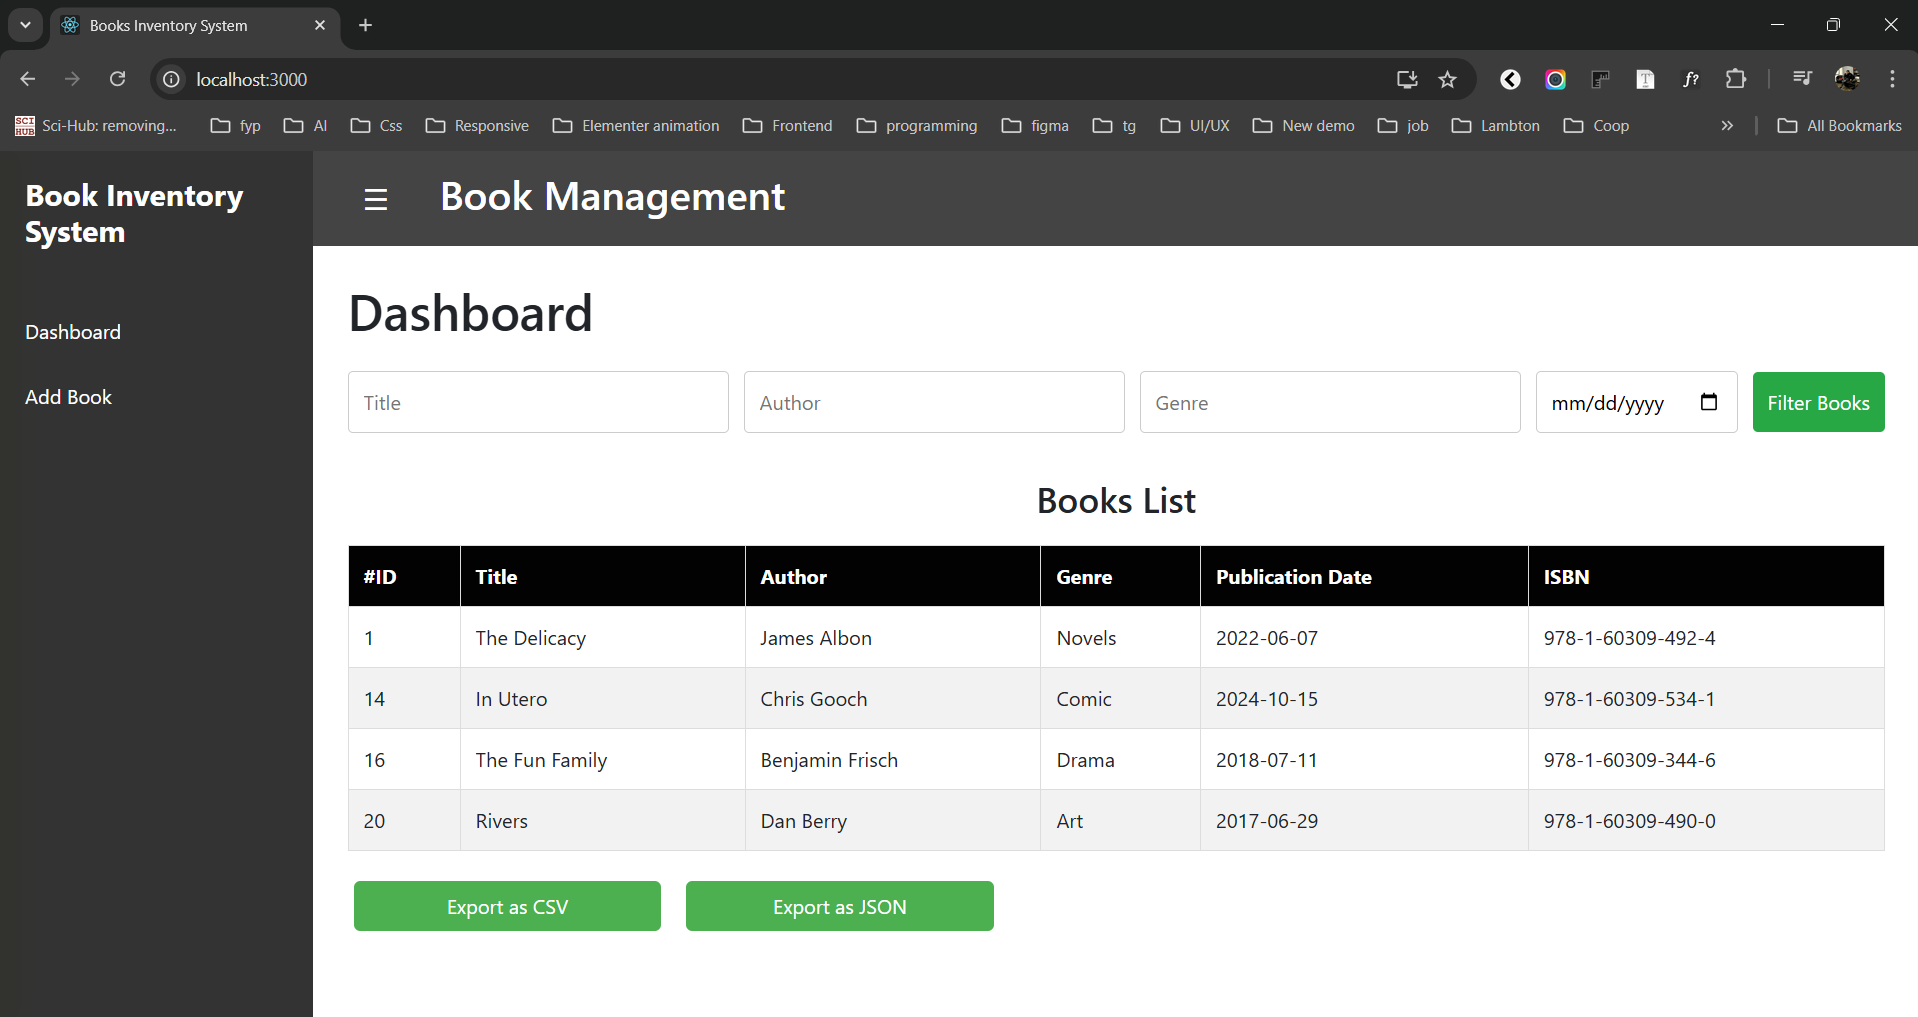 Books Inventory System
localhost:3000
SCI HUB Sci-Hub: removing... fyp AI Css Responsive Elementer animation Frontend programming figma tg UI/UX New demo job Lambton Coop All Bookmarks
Book Inventory
System
Dashboard
Add Book
Book Management
Dashboard
Title Author Genre mm/dd/yyyy Filter Books
Books List
#ID Title Author Genre Publication Date ISBN
1 The Delicacy James Albon Novels 2022-06-07 978-1-60309-492-4
14 In Utero Chris Gooch Comic 2024-10-15 978-1-60309-534-1
16 The Fun Family Benjamin Frisch Drama 2018-07-11 978-1-60309-344-6
20 Rivers Dan Berry Art 2017-06-29 978-1-60309-490-0
Export as CSV Export as JSON